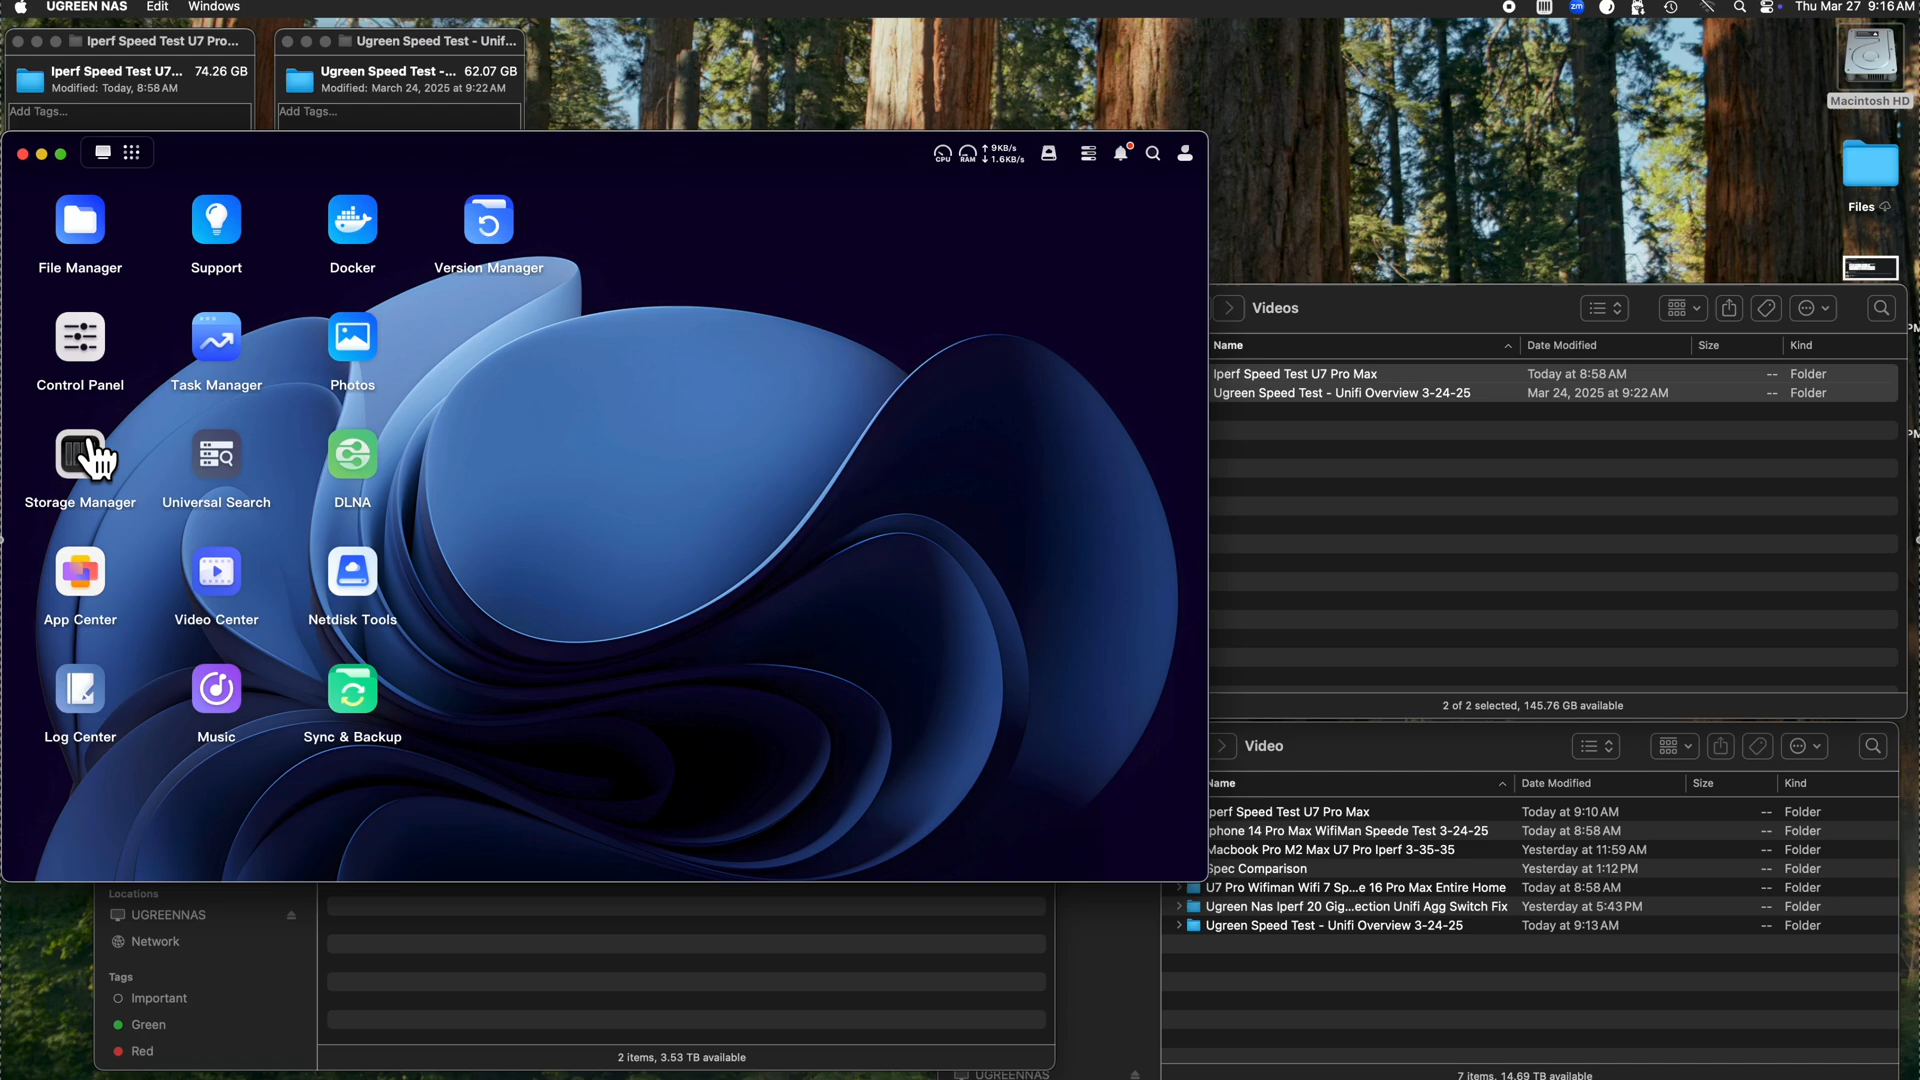 UGREEN NAS Edit Windows
Thu Mar 27 9:16 AM
Iperf Speed Test U7 Pro...
Iperf Speed Test U7... 74.26 GB
Modified: Today, 8:58 AM
Add Tags...
Ugreen Speed Test - Unif...
Ugreen Speed Test -... 62.07 GB
Modified: March 24, 2025 at 9:22 AM
Add Tags...
Macintosh HD
Files
CPU RAM 9KB/s
1.6KB/s
File Manager
Support
Docker
Version Manager
Control Panel
Task Manager
Photos
Storage Manager
Universal Search
DLNA
App Center
Video Center
Netdisk Tools
Log Center
Music
Sync & Backup
Videos
Name Date Modified Size Kind
Iperf Speed Test U7 Pro Max Today at 8:58 AM -- Folder
Ugreen Speed Test - Unifi Overview 3-24-25 Mar 24, 2025 at 9:22 AM -- Folder
2 of 2 selected, 145.76 GB available
Video
Name Date Modified Size Kind
perf Speed Test U7 Pro Max Today at 9:10 AM -- Folder
phone 14 Pro Max WifiMan Speede Test 3-24-25 Today at 8:58 AM -- Folder
Macbook Pro M2 Max U7 Pro Iperf 3-35-35 Yesterday at 11:59 AM -- Folder
Spec Comparison Yesterday at 1:12 PM -- Folder
U7 Pro Wifiman Wifi 7 Sp...e 16 Pro Max Entire Home Today at 8:58 AM -- Folder
Ugreen Nas Iperf 20 Gig...ection Unifi Agg Switch Fix Yesterday at 5:43 PM -- Folder
Ugreen Speed Test - Unifi Overview 3-24-25 Today at 9:13 AM -- Folder
7 items, 14.69 TB available
Locations
UGREENNAS
Network
Tags
Important
Green
Red
2 items, 3.53 TB available
UGREENNAS